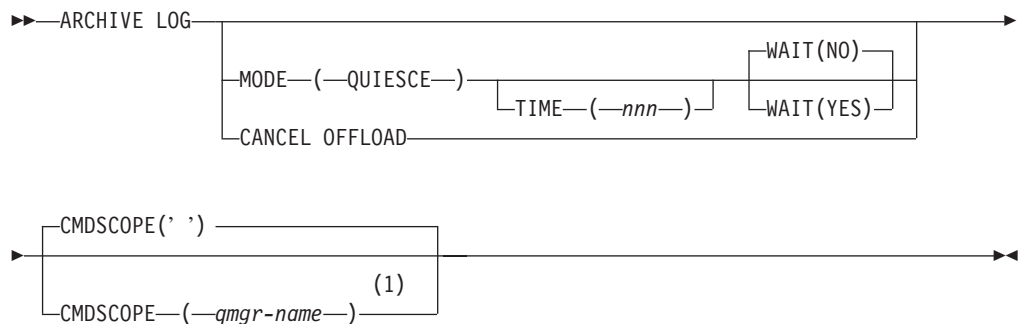 ARCHIVE LOG
WAIT(NO)
MODE ( QUIESCE )
TIME ( nnn )
WAIT(YES)
CANCEL OFFLOAD
CMDSCOPE(’ ’)
(1)
CMDSCOPE ( qmgr-name )